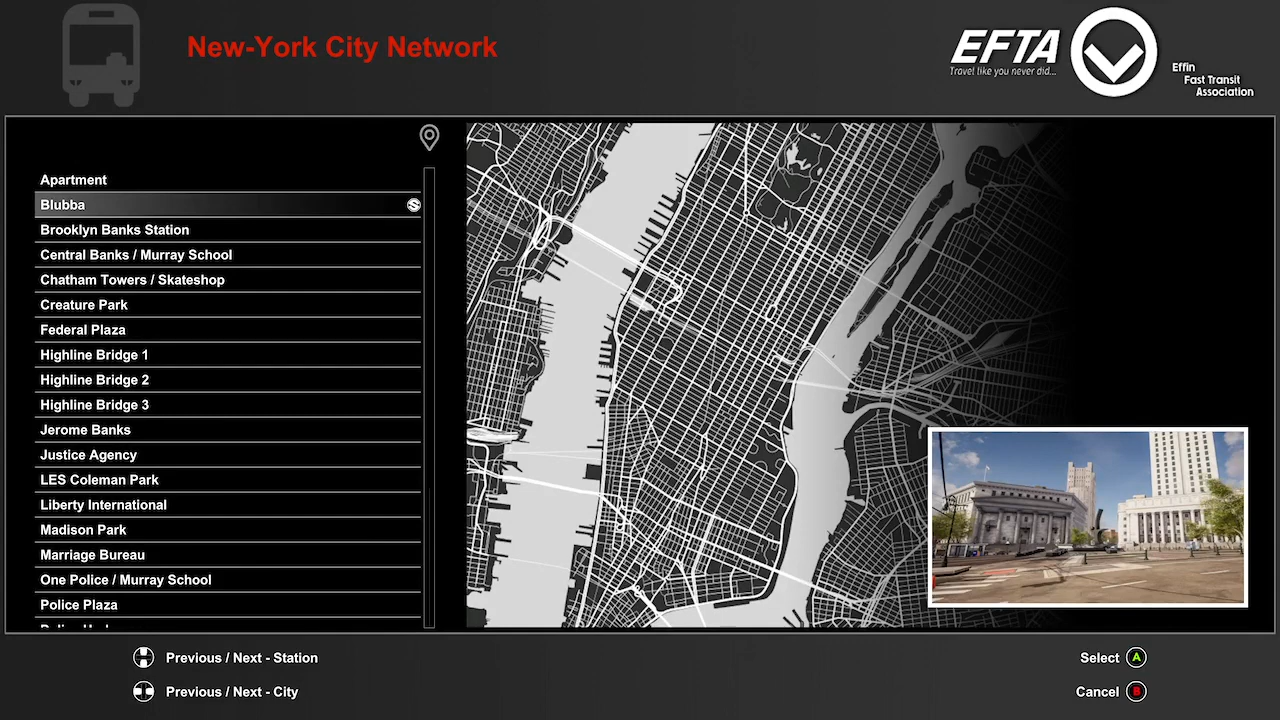 New-York City Network
EFTA
Travel like you never did...
Effin
Fast Transit
Association
Apartment
Blubba
Brooklyn Banks Station
Central Banks / Murray School
Chatham Towers / Skateshop
Creature Park
Federal Plaza
Highline Bridge 1
Highline Bridge 2
Highline Bridge 3
Jerome Banks
Justice Agency
LES Coleman Park
Liberty International
Madison Park
Marriage Bureau
One Police / Murray School
Police Plaza
Previous / Next - Station
Previous / Next - City
Select A
Cancel B